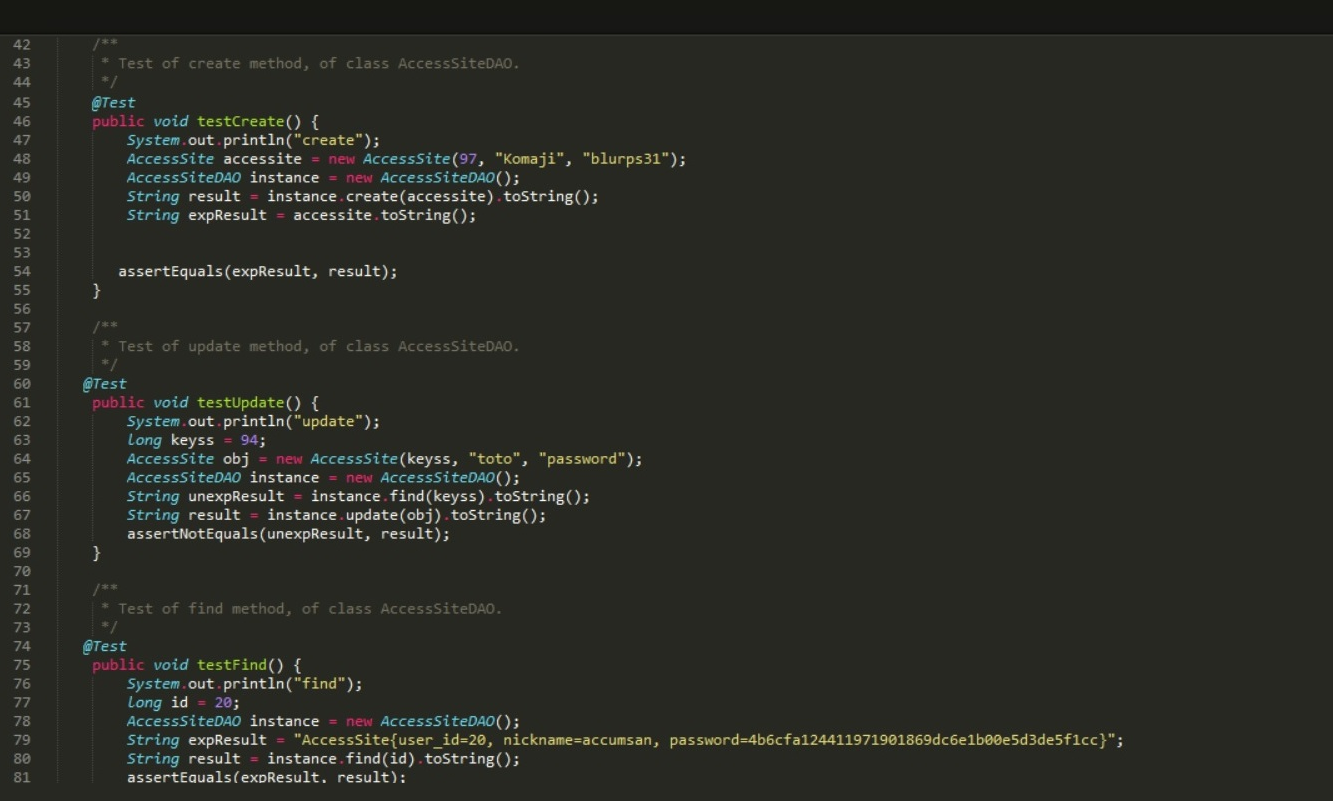 42 /**
43 * Test of create method, of class AccessSiteDAO.
44 */
45 @Test
46 public void testCreate() {
47 System.out.println("create");
48 AccessSite accessite = new AccessSite(97, "Komaji", "blurps31");
49 AccessSiteDAO instance = new AccessSiteDAO();
50 String result = instance.create(accessite).toString();
51 String expResult = accessite.toString();
52
53
54 assertEquals(expResult, result);
55 }
56
57 /**
58 * Test of update method, of class AccessSiteDAO.
59 */
60 @Test
61 public void testUpdate() {
62 System.out.println("update");
63 long keyss = 94;
64 AccessSite obj = new AccessSite(keyss, "toto", "password");
65 AccessSiteDAO instance = new AccessSiteDAO();
66 String unexpResult = instance.find(keyss).toString();
67 String result = instance.update(obj).toString();
68 assertNotEquals(unexpResult, result);
69 }
70
71 /**
72 * Test of find method, of class AccessSiteDAO.
73 */
74 @Test
75 public void testFind() {
76 System.out.println("find");
77 long id = 20;
78 AccessSiteDAO instance = new AccessSiteDAO();
79 String expResult = "AccessSite{user_id=20, nickname=accumsan, password=4b6cfa124411971901869dc6e1b00e5d3de5f1cc}";
80 String result = instance.find(id).toString();
81 assertEquals(expResult, result);